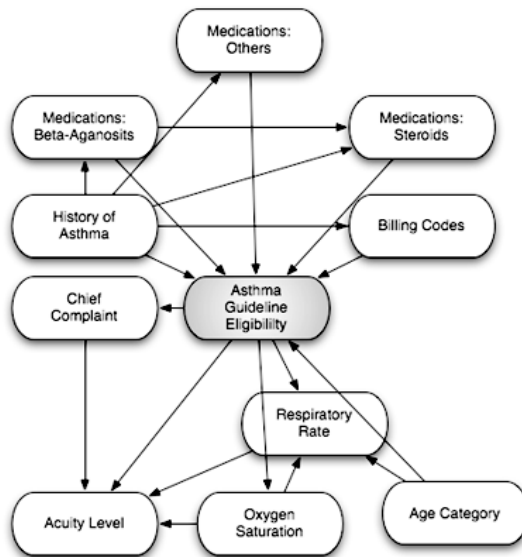 Medications:
Others
Medications:
Beta-Aganosits
Medications:
Steroids
History of
Asthma
Billing Codes
Chief
Complaint
Asthma
Guideline
Eligibililty
Respiratory
Rate
Acuity Level
Oxygen
Saturation
Age Category